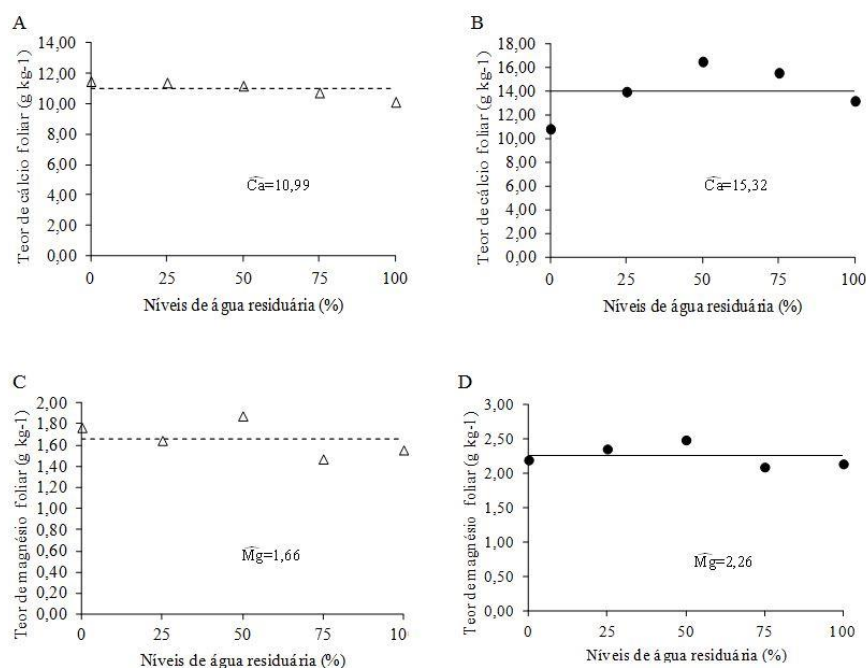 A
Teor de cálcio foliar (g kg-1)
14,00
12,00
10,00
8,00
6,00
4,00
2,00
0,00
C͡a=10,99
0 25 50 75 100
Níveis de água residuária (%)
B
Teor de cálcio foliar (g kg-1)
18,00
16,00
14,00
12,00
10,00
8,00
6,00
4,00
2,00
0,00
C͡a=15,32
0 25 50 75 100
Níveis de água residuária (%)
C
Teor de magnésio foliar (g kg-1)
2,00
1,80
1,60
1,40
1,20
1,00
0,80
0,60
0,40
0,20
0,00
M͡g=1,66
0 25 50 75 10
Níveis de água residuária (%)
D
Teor de magnésio foliar (g kg-1)
3,00
2,50
2,00
1,50
1,00
0,50
0,00
M͡g=2,26
0 25 50 75 100
Níveis de água residuária (%)